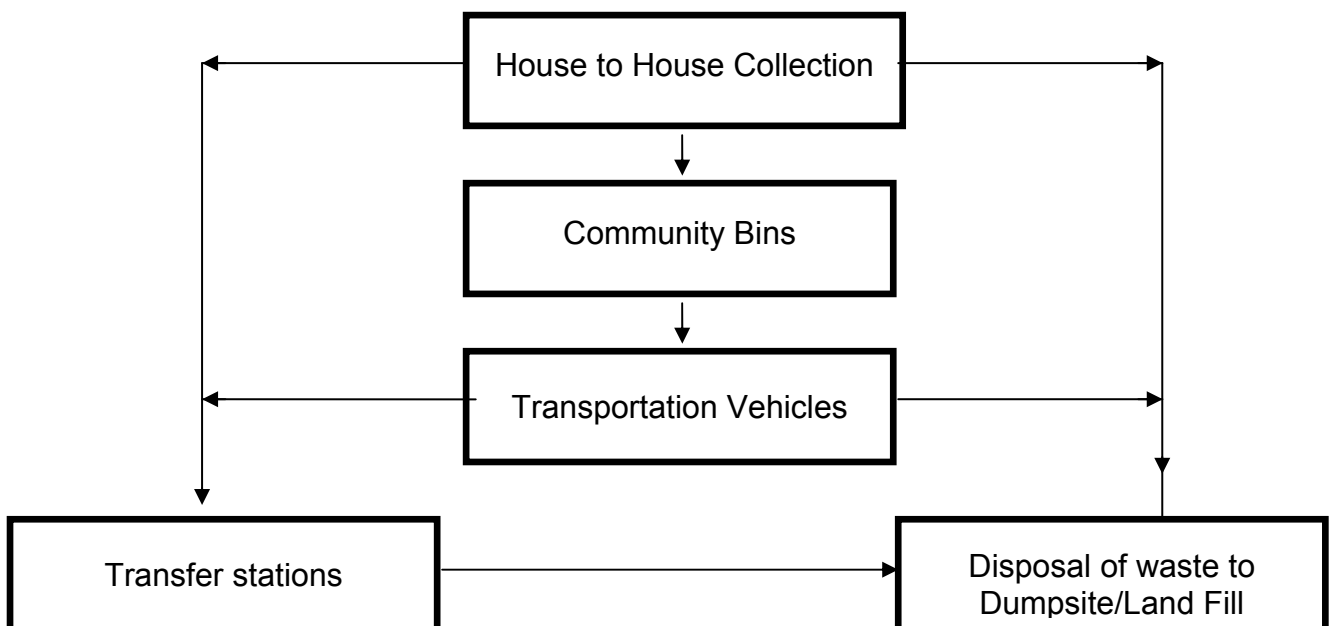 House to House Collection
Community Bins
Transportation Vehicles
Transfer stations
Disposal of waste to
Dumpsite/Land Fill